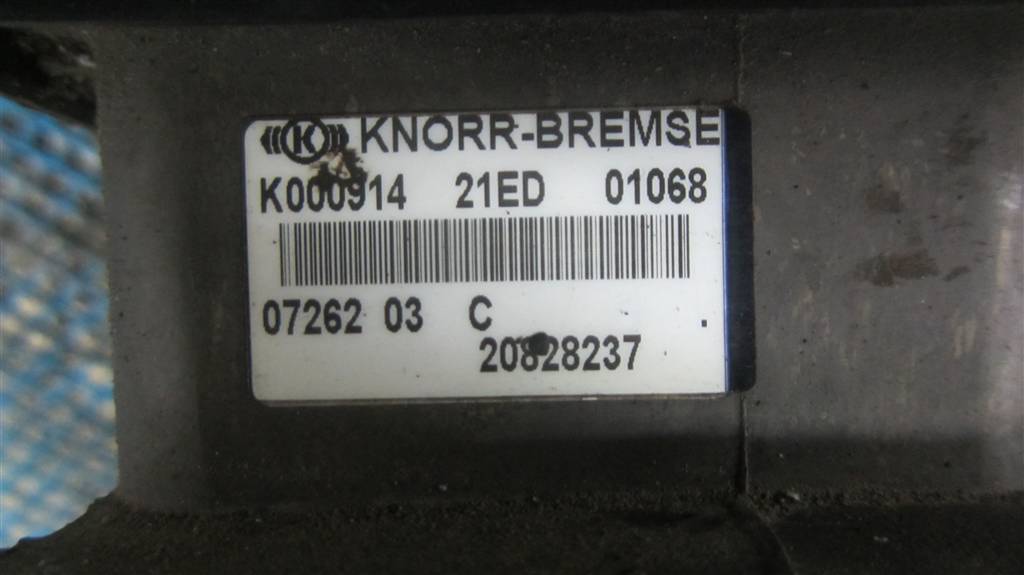 K KNORR-BREMSE
K000914 21ED 01068
07262 03 C .
20828237